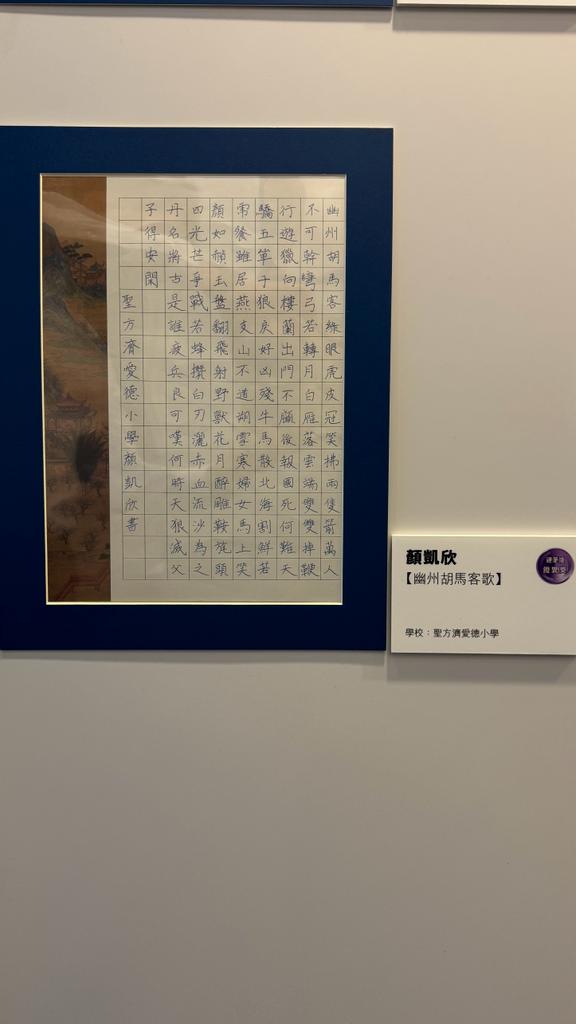 幽州胡馬客綠眼虎皮冠笑拂兩隻箭萬人
不可幹彎弓若轉月白雁落雲端雙雙掉鞭
行遊獵向樓蘭出門不顧後報國死何難天
驕五單于狼戾好凶殘牛馬散北海割鮮若
虎餐雖居燕支山不道朔雪寒婦女馬上笑
顏如赬玉盤翻飛射野獸花月醉雕鞍旄頭
四光芒爭戰若蜂攢白刃灑赤血流沙為之
丹名將古是誰疲兵良可嘆何時天狼滅父
子得安閑
聖方濟愛德小學顏凱欣書
顏凱欣
【幽州胡馬客歌】
學校：聖方濟愛德小學